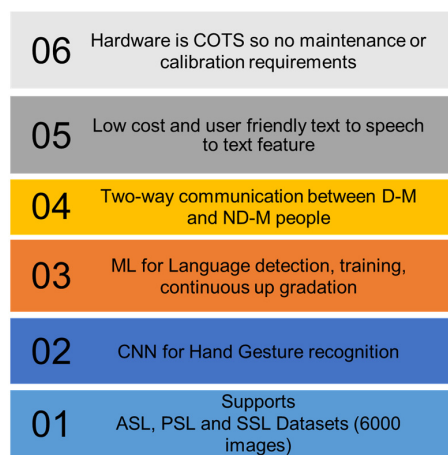 06
Hardware is COTS so no maintenance or
calibration requirements
05
Low cost and user friendly text to speech
to text feature
04
Two-way communication between D-M
and ND-M people
03
ML for Language detection, training,
continuous up gradation
02
CNN for Hand Gesture recognition
01
Supports
ASL, PSL and SSL Datasets (6000
images)